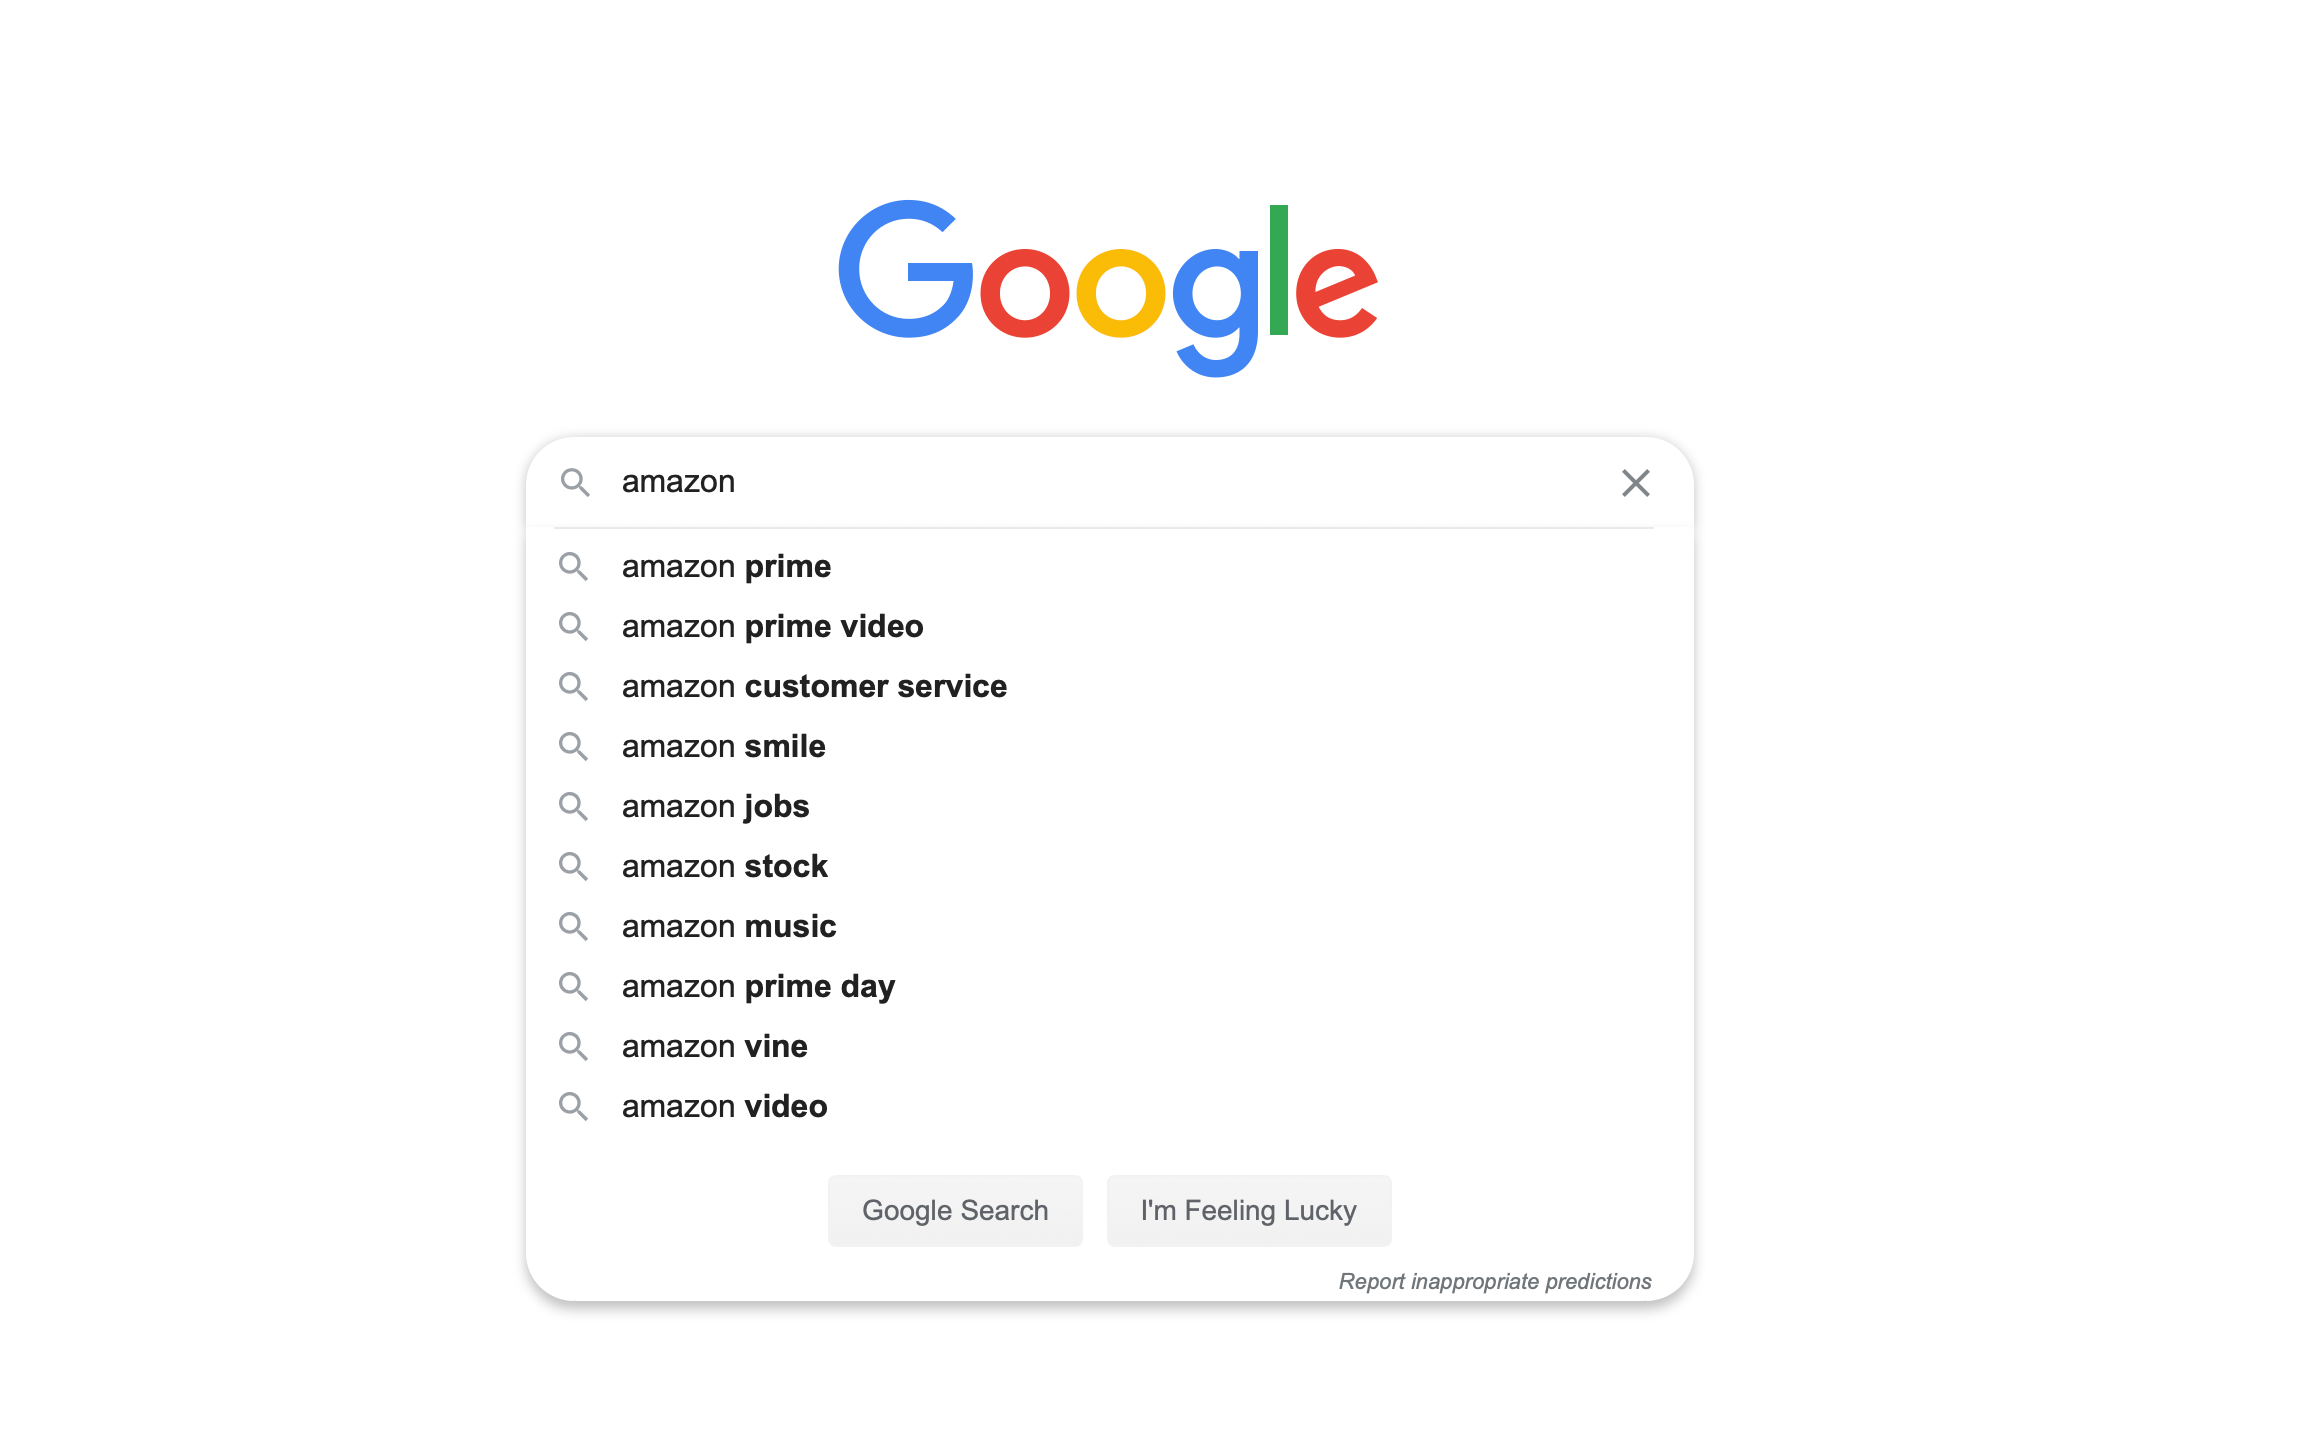 Google
amazon
amazon prime
amazon prime video
amazon customer service
amazon smile
amazon jobs
amazon stock
amazon music
amazon prime day
amazon vine
amazon video
Google Search I'm Feeling Lucky
Report inappropriate predictions